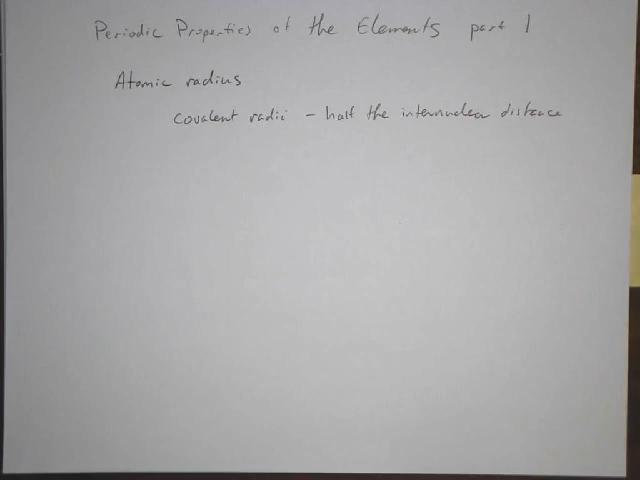 Periodic Properties of the Elements part 1
Atomic radius
covalent radii - half the internuclear distance